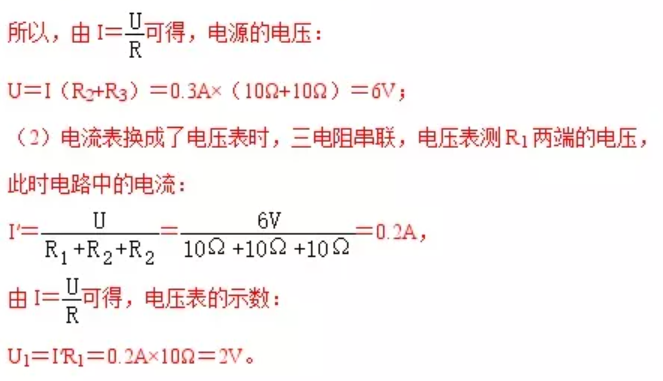 所以，由 I＝U/R可得，电源的电压：
U＝I（R₂+R₃）＝0.3A×（10Ω+10Ω）＝6V；
（2）电流表换成了电压表时，三电阻串联，电压表测 R₁ 两端的电压，
此时电路中的电流：
I′＝U/(R₁+R₂+R₂)＝6V/(10Ω+10Ω+10Ω)＝0.2A，
由 I＝U/R可得，电压表的示数：
U₁＝I′R₁＝0.2A×10Ω＝2V。